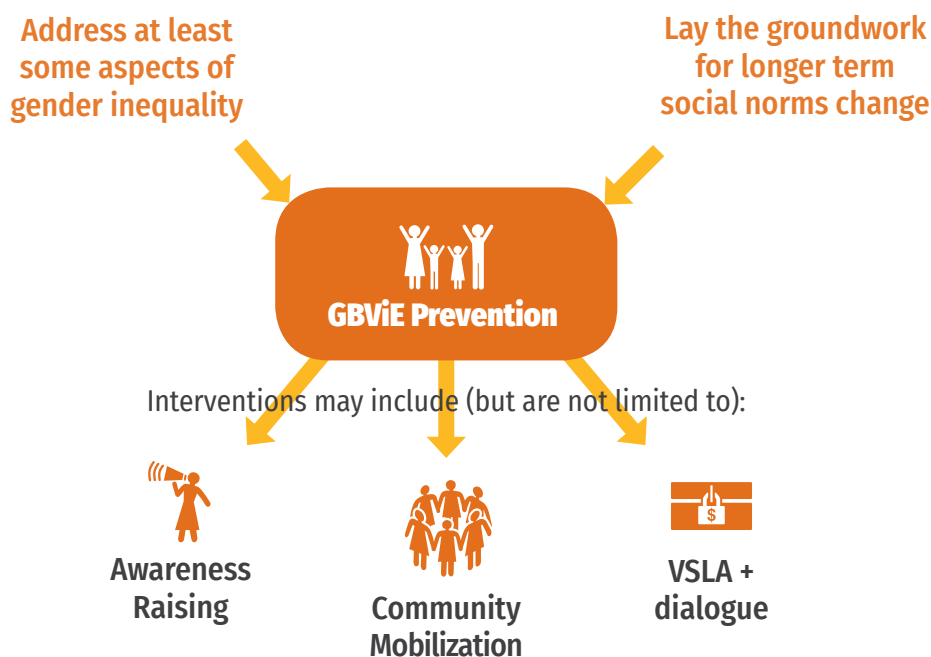 Address at least
some aspects of
gender inequality
Lay the groundwork
for longer term
social norms change
GBViE Prevention
Interventions may include (but are not limited to):
Awareness
Raising
Community
Mobilization
$
VSLA +
dialogue